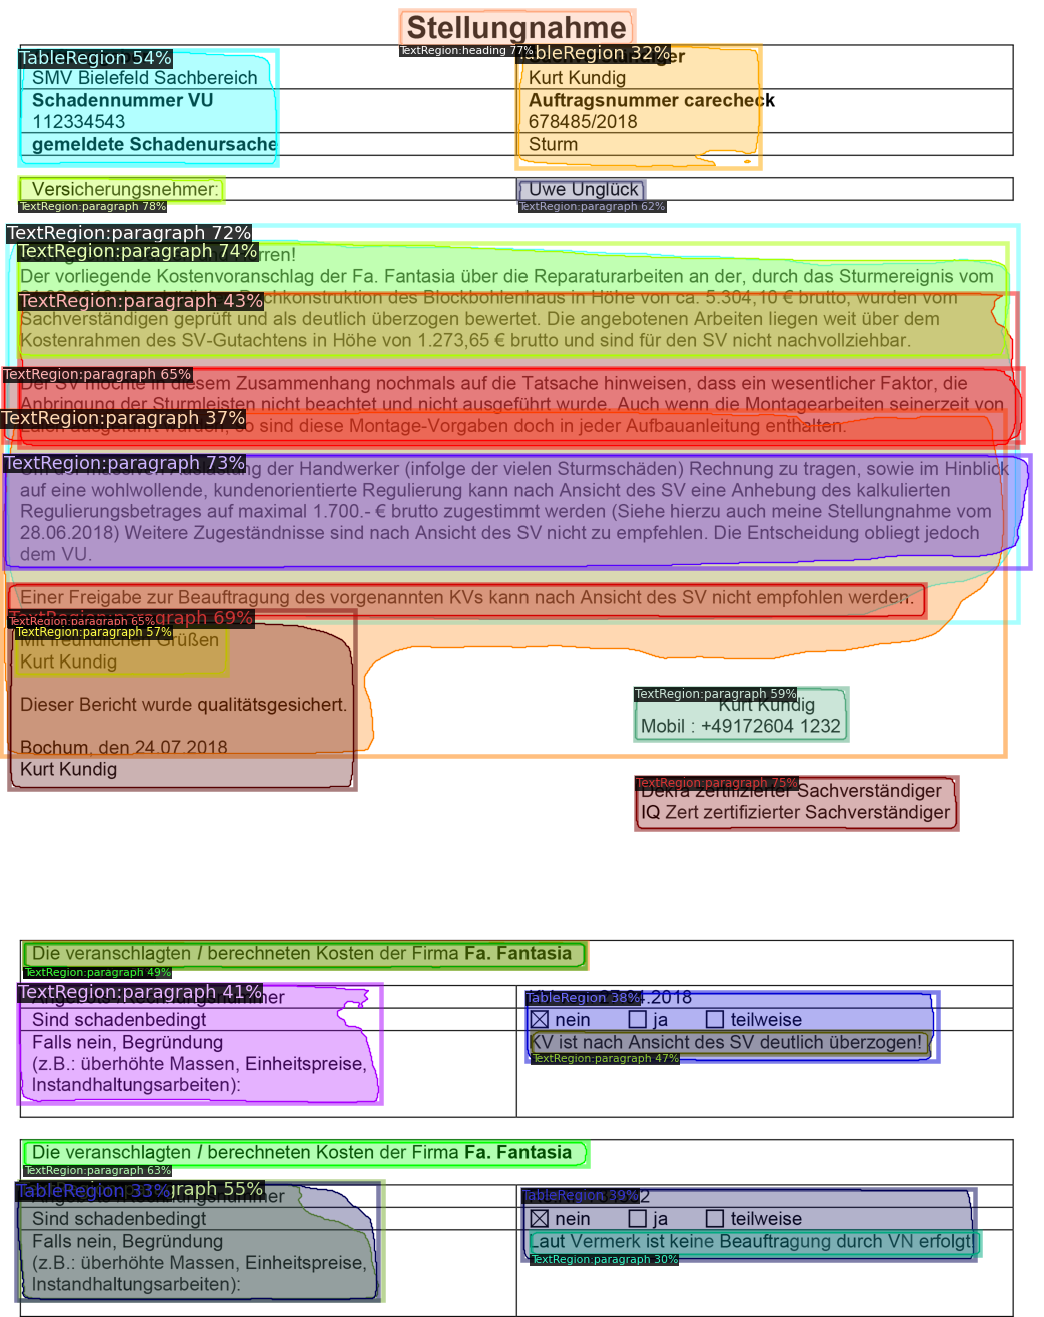 Stellungnahme
TextRegion:heading 77%
TableRegion 54%
TableRegion 32%
SMV Bielefeld Sachbereich
Kurt Kundig
Schadennummer VU
Auftragsnummer carecheck
112334543
678485/2018
gemeldete Schadenursache
Sturm
Versicherungsnehmer:
Uwe Unglück
TextRegion:paragraph 78%
TextRegion:paragraph 62%
TextRegion:paragraph 72%
TextRegion:paragraph 74%
Der vorliegende Kostenvoranschlag der Fa. Fantasia über die Reparaturarbeiten an der, durch das Sturmereignis vom
TextRegion:paragraph 43%
des Blockbohlenhaus in Höhe von ca. 5.304,10 € brutto, wurden vom
Sachverständigen geprüft und als deutlich überzogen bewertet. Die angebotenen Arbeiten liegen weit über dem
Kostenrahmen des SV-Gutachtens in Höhe von 1.273,65 € brutto und sind für den SV nicht nachvollziehbar.
TextRegion:paragraph 65%
Der SV möchte in diesem Zusammenhang nochmals auf die Tatsache hinweisen, dass ein wesentlicher Faktor, die
Anbringung der Sturmleisten nicht beachtet und nicht ausgeführt wurde. Auch wenn die Montagearbeiten seinerzeit von
TextRegion:paragraph 37%
ausgeführt wurden, so sind diese Montage-Vorgaben doch in jeder Aufbauanleitung enthalten.
TextRegion:paragraph 73%
der Handwerker (infolge der vielen Sturmschäden) Rechnung zu tragen, sowie im Hinblick
auf eine wohlwollende, kundenorientierte Regulierung kann nach Ansicht des SV eine Anhebung des kalkulierten
Regulierungsbetrages auf maximal 1.700.- € brutto zugestimmt werden (Siehe hierzu auch meine Stellungnahme vom
28.06.2018) Weitere Zugeständnisse sind nach Ansicht des SV nicht zu empfehlen. Die Entscheidung obliegt jedoch
dem VU.
Einer Freigabe zur Beauftragung des vorgenannten KVs kann nach Ansicht des SV nicht empfohlen werden.
TextRegion:paragraph 69%
TextRegion:paragraph 65%
TextRegion:paragraph 57%
Mit freundlichen Grüßen
Kurt Kundig
Dieser Bericht wurde qualitätsgesichert.
TextRegion:paragraph 59%
Kurt Kundig
Mobil : +49172604 1232
Bochum, den 24.07.2018
Kurt Kundig
TextRegion:paragraph 75%
Dekra zertifizierter Sachverständiger
IQ Zert zertifizierter Sachverständiger
Die veranschlagten / berechneten Kosten der Firma Fa. Fantasia
TextRegion:paragraph 49%
TextRegion:paragraph 41%
TableRegion 38%
.2018
Sind schadenbedingt
nein ja teilweise
Falls nein, Begründung
KV ist nach Ansicht des SV deutlich überzogen!
TextRegion:paragraph 47%
(z.B.: überhöhte Massen, Einheitspreise,
Instandhaltungsarbeiten):
Die veranschlagten / berechneten Kosten der Firma Fa. Fantasia
TextRegion:paragraph 63%
TableRegion 33%
graph 55%
TableRegion 39%
Sind schadenbedingt
nein ja teilweise
Falls nein, Begründung
Laut Vermerk ist keine Beauftragung durch VN erfolgt!
TextRegion:paragraph 30%
(z.B.: überhöhte Massen, Einheitspreise,
Instandhaltungsarbeiten):